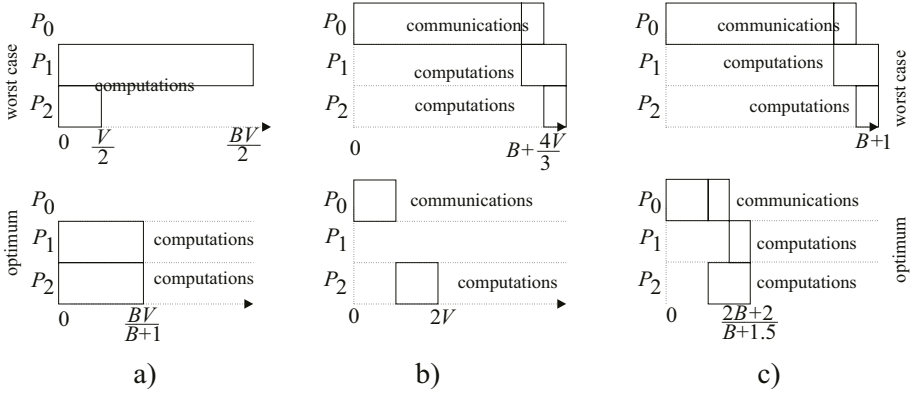 worst case
P0
P1
computations
P2
0
V/2
BV/2
P0
communications
P1
computations
P2
computations
0
B+4V/3
P0
communications
P1
computations
P2
computations
0
B+1
worst case
optimum
P0
P1
computations
P2
computations
0
BV/B+1
P0
communications
P1
P2
computations
0
2V
P0
communications
P1
computations
P2
computations
0
2B+2/B+1.5
optimum
a)
b)
c)